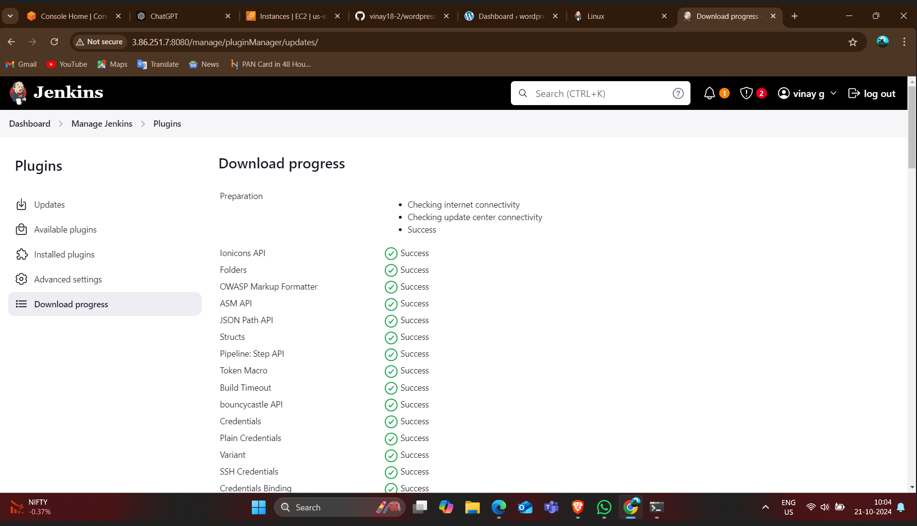 Console Home | Con
ChatGPT
Instances | EC2 | us-e
vinay18-2/wordpress
Dashboard ‹ wordpre
Linux
Download progress
Not secure
3.86.251.7:8080/manage/pluginManager/updates/
Gmail
YouTube
Maps
Translate
News
PAN Card in 48 Hou...
Jenkins
Search (CTRL+K)
1
2
vinay g
log out
Dashboard
Manage Jenkins
Plugins
Plugins
Updates
Available plugins
Installed plugins
Advanced settings
Download progress
Download progress
Preparation
Checking internet connectivity
Checking update center connectivity
Success
Ionicons API Success
Folders Success
OWASP Markup Formatter Success
ASM API Success
JSON Path API Success
Structs Success
Pipeline: Step API Success
Token Macro Success
Build Timeout Success
bouncycastle API Success
Credentials Success
Plain Credentials Success
Variant Success
SSH Credentials Success
Credentials Binding Success
NIFTY
-0.37%
Search
ENG
US
10:04
21-10-2024